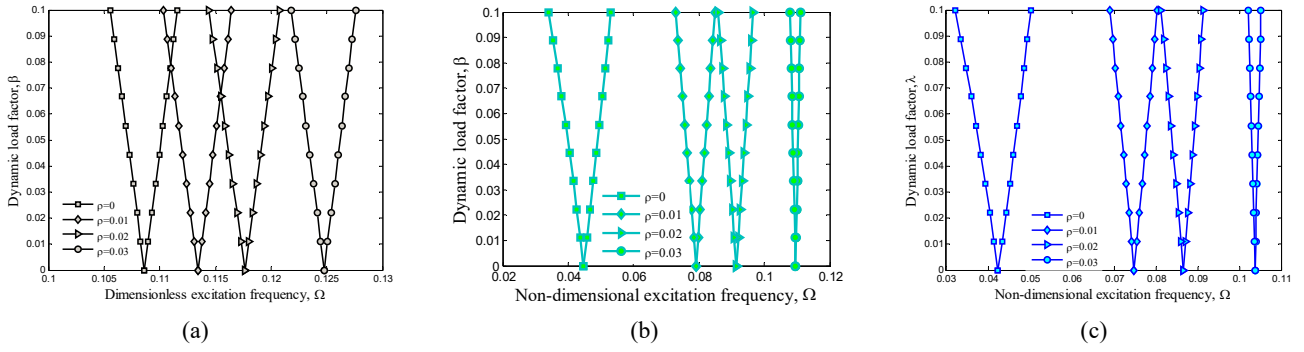 Dynamic load factor, β
0.1
0.09
0.08
0.07
0.06
0.05
0.04
0.03
0.02
0.01
0
ρ=0
ρ=0.01
ρ=0.02
ρ=0.03
0.1 0.105 0.11 0.115 0.12 0.125 0.13
Dimensionless excitation frequency, Ω
(a)
Dynamic load factor, β
0.1
0.09
0.08
0.07
0.06
0.05
0.04
0.03
0.02
0.01
0
ρ=0
ρ=0.01
ρ=0.02
ρ=0.03
0.02 0.04 0.06 0.08 0.1 0.12
Non-dimensional excitation frequency, Ω
(b)
Dynamic load factor, λ
0.1
0.09
0.08
0.07
0.06
0.05
0.04
0.03
0.02
0.01
0
ρ=0
ρ=0.01
ρ=0.02
ρ=0.03
0.03 0.04 0.05 0.06 0.07 0.08 0.09 0.1 0.11
Non-dimensional excitation frequency, Ω
(c)